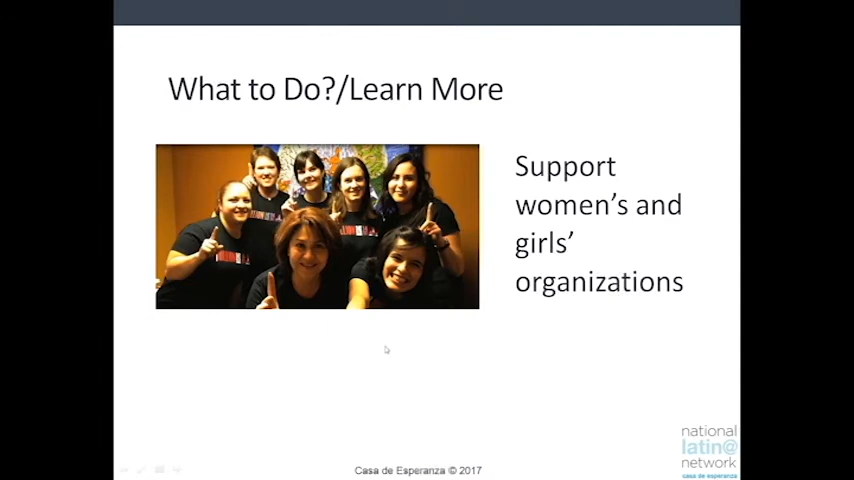 What to Do?/Learn More
Support
women’s and
girls’
organizations
national
latin@
network
casa de esperanza
Casa de Esperanza © 2017